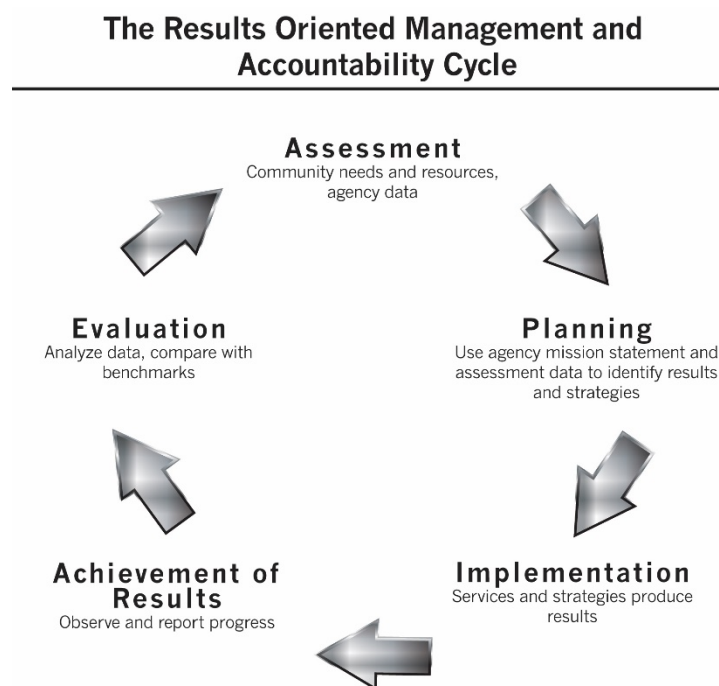 The Results Oriented Management and
Accountability Cycle
Assessment
Community needs and resources,
agency data
Planning
Use agency mission statement and
assessment data to identify results
and strategies
Implementation
Services and strategies produce
results
Achievement of
Results
Observe and report progress
Evaluation
Analyze data, compare with
benchmarks